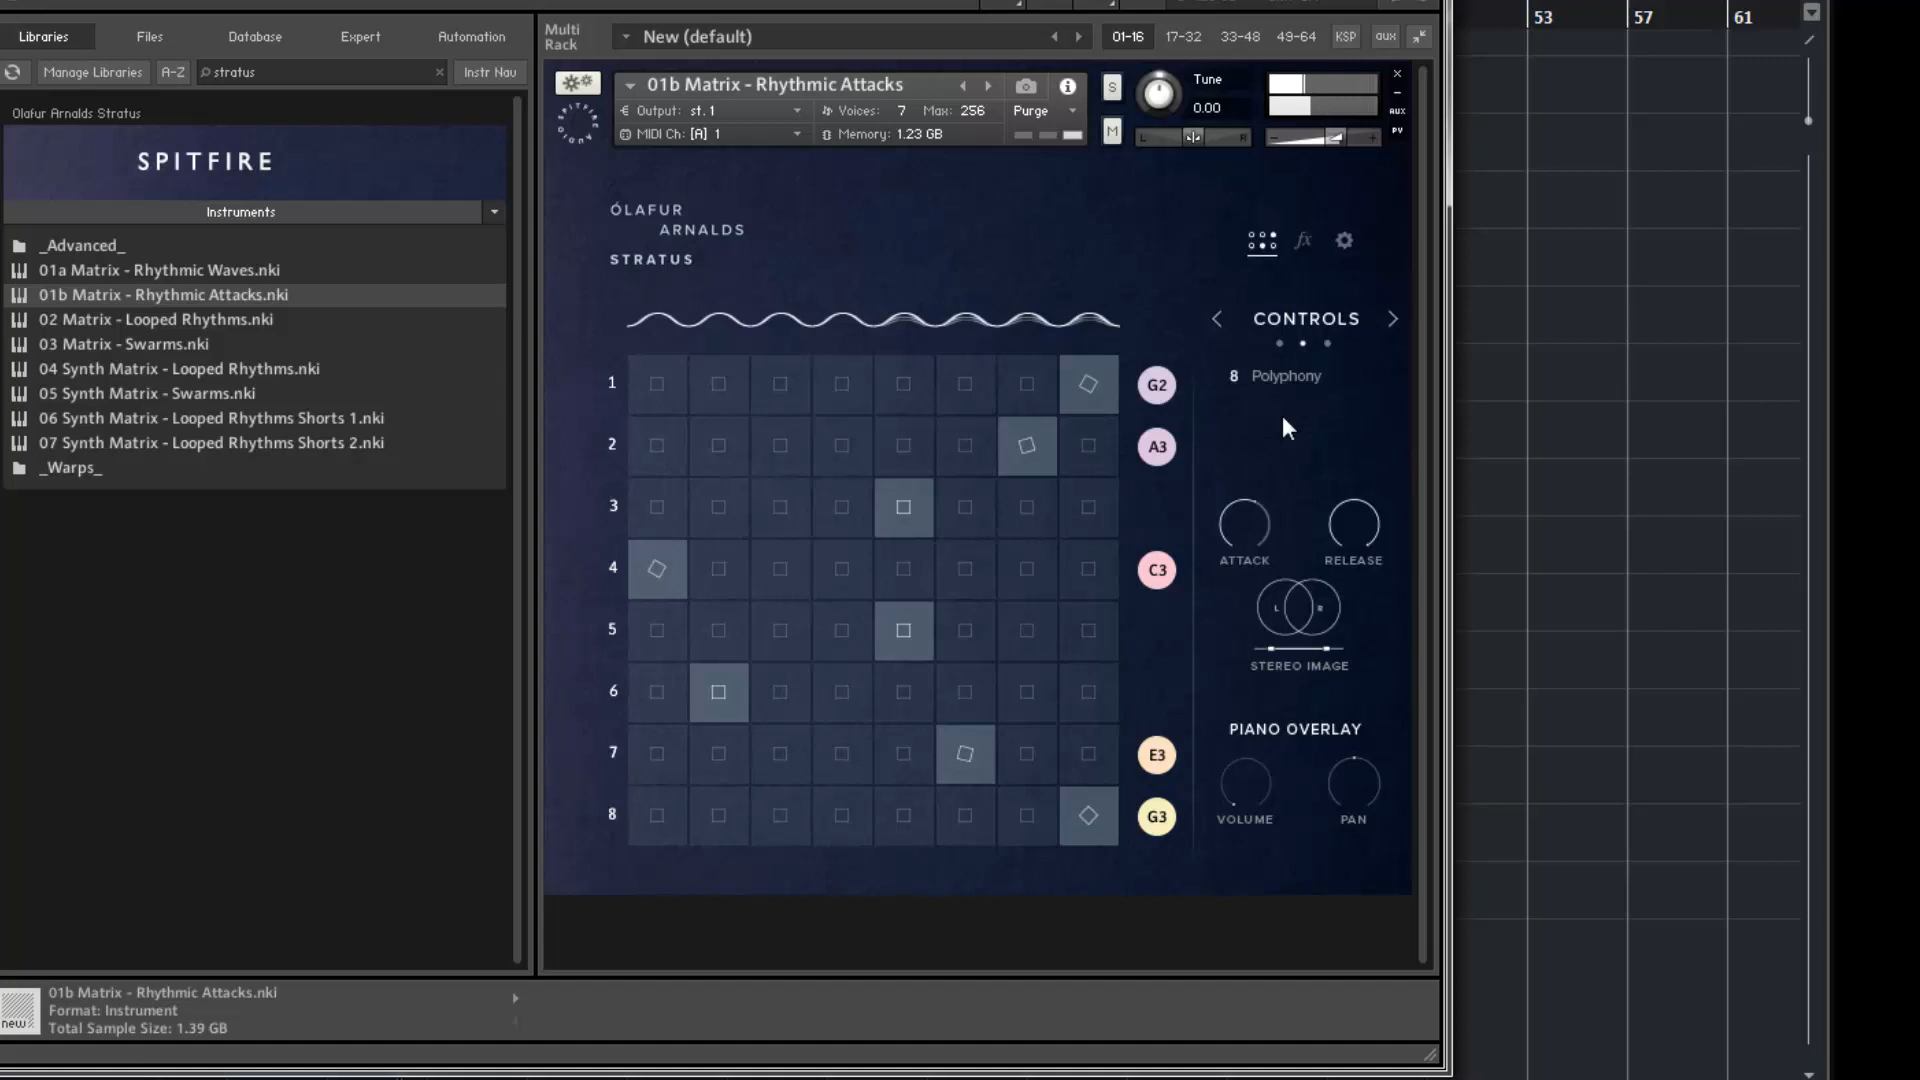 53
57
61
Libraries
Files
Database
Expert
Automation
Multi Rack
New (default)
01-16
17-32
33-48
49-64
KSP
aux
Manage Libraries
A-Z
stratus
Instr Nav
01b Matrix - Rhythmic Attacks
S
Tune
0.00
Output: st.1
Voices: 7 Max: 256
Purge
MIDI Ch: [A] 1
Memory: 1.23 GB
M
L
R
AUX
PV
Olafur Arnalds Stratus
SPITFIRE
Instruments
_Advanced_
01a Matrix - Rhythmic Waves.nki
01b Matrix - Rhythmic Attacks.nki
02 Matrix - Looped Rhythms.nki
03 Matrix - Swarms.nki
04 Synth Matrix - Looped Rhythms.nki
05 Synth Matrix - Swarms.nki
06 Synth Matrix - Looped Rhythms Shorts 1.nki
07 Synth Matrix - Looped Rhythms Shorts 2.nki
_Warps_
ÓLAFUR
ARNALDS
STRATUS
fx
CONTROLS
1
G2
8 Polyphony
2
A3
3
4
C3
5
6
7
E3
8
G3
ATTACK
RELEASE
L
R
STEREO IMAGE
PIANO OVERLAY
VOLUME
PAN
new
01b Matrix - Rhythmic Attacks.nki
Format: Instrument
Total Sample Size: 1.39 GB